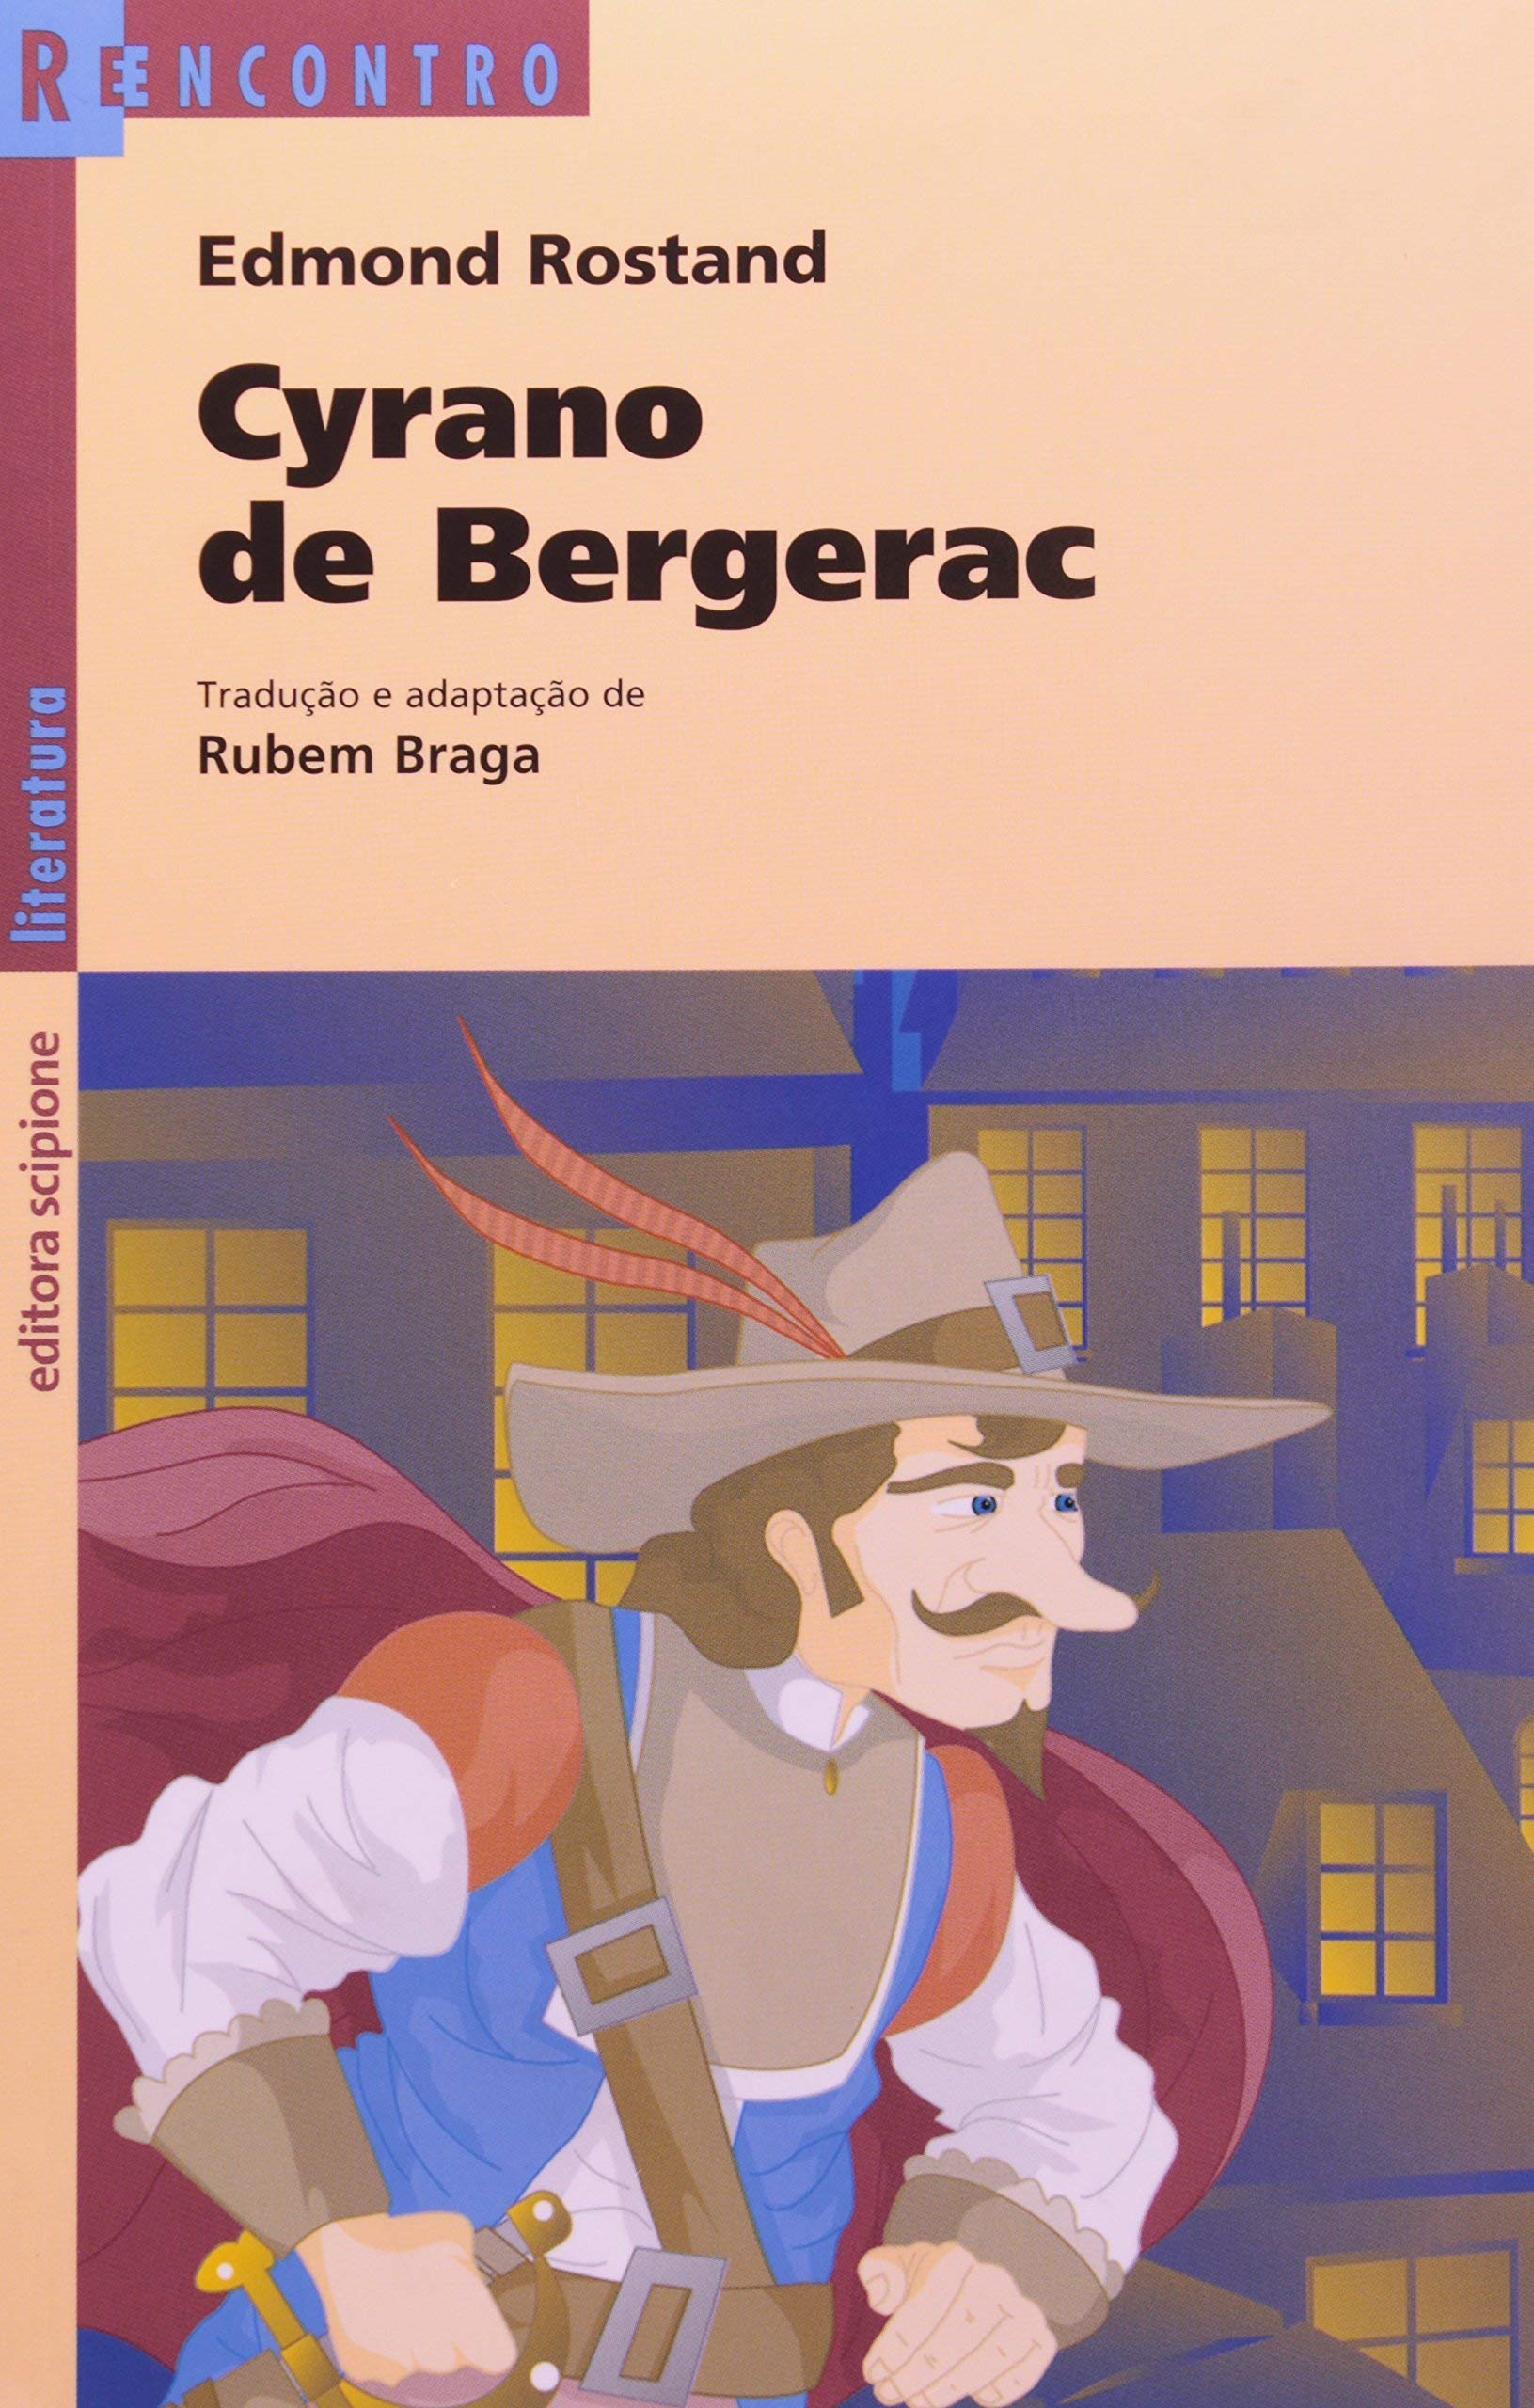 REENCONTRO
Edmond Rostand
Cyrano
de Bergerac
Tradução e adaptação de
Rubem Braga
literatura
editora scipione